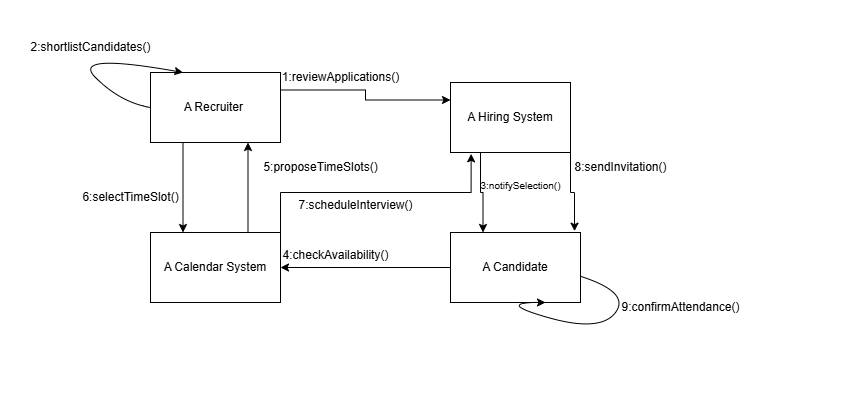 2:shortlistCandidates()
1:reviewApplications()
A Recruiter
A Hiring System
5:proposeTimeSlots()
8:sendInvitation()
3:notifySelection()
6:selectTimeSlot()
7:scheduleInterview()
4:checkAvailability()
A Calendar System
A Candidate
9:confirmAttendance()